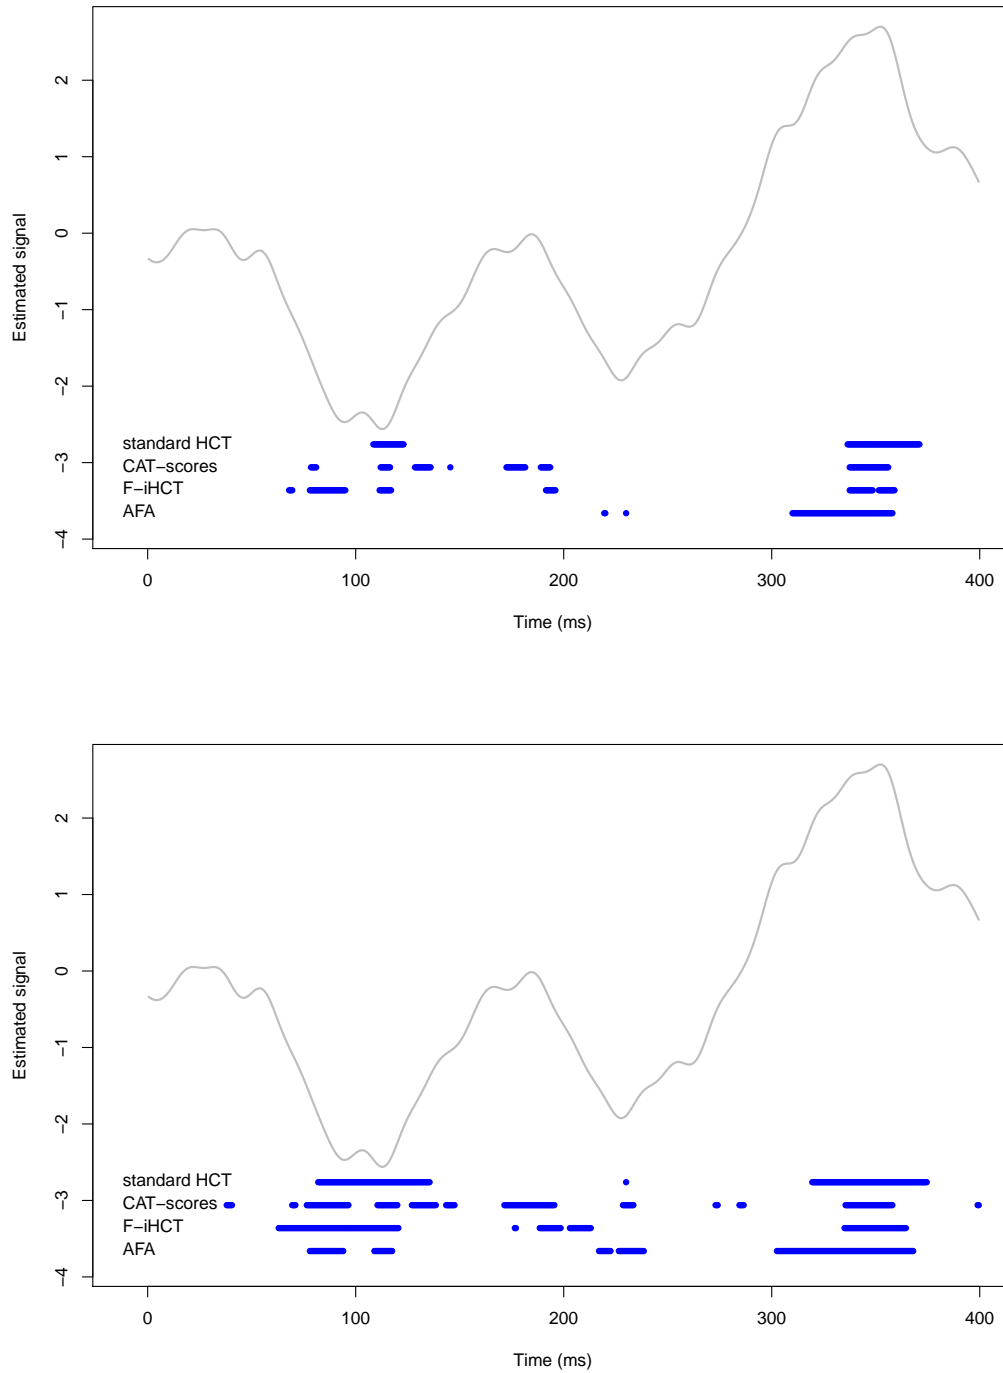 2
1
0
−1
−2
−3
−4
Estimated signal
standard HCT
CAT−scores
F−iHCT
AFA
0 100 200 300 400
Time (ms)
2
1
0
−1
−2
−3
−4
Estimated signal
standard HCT
CAT−scores
F−iHCT
AFA
0 100 200 300 400
Time (ms)